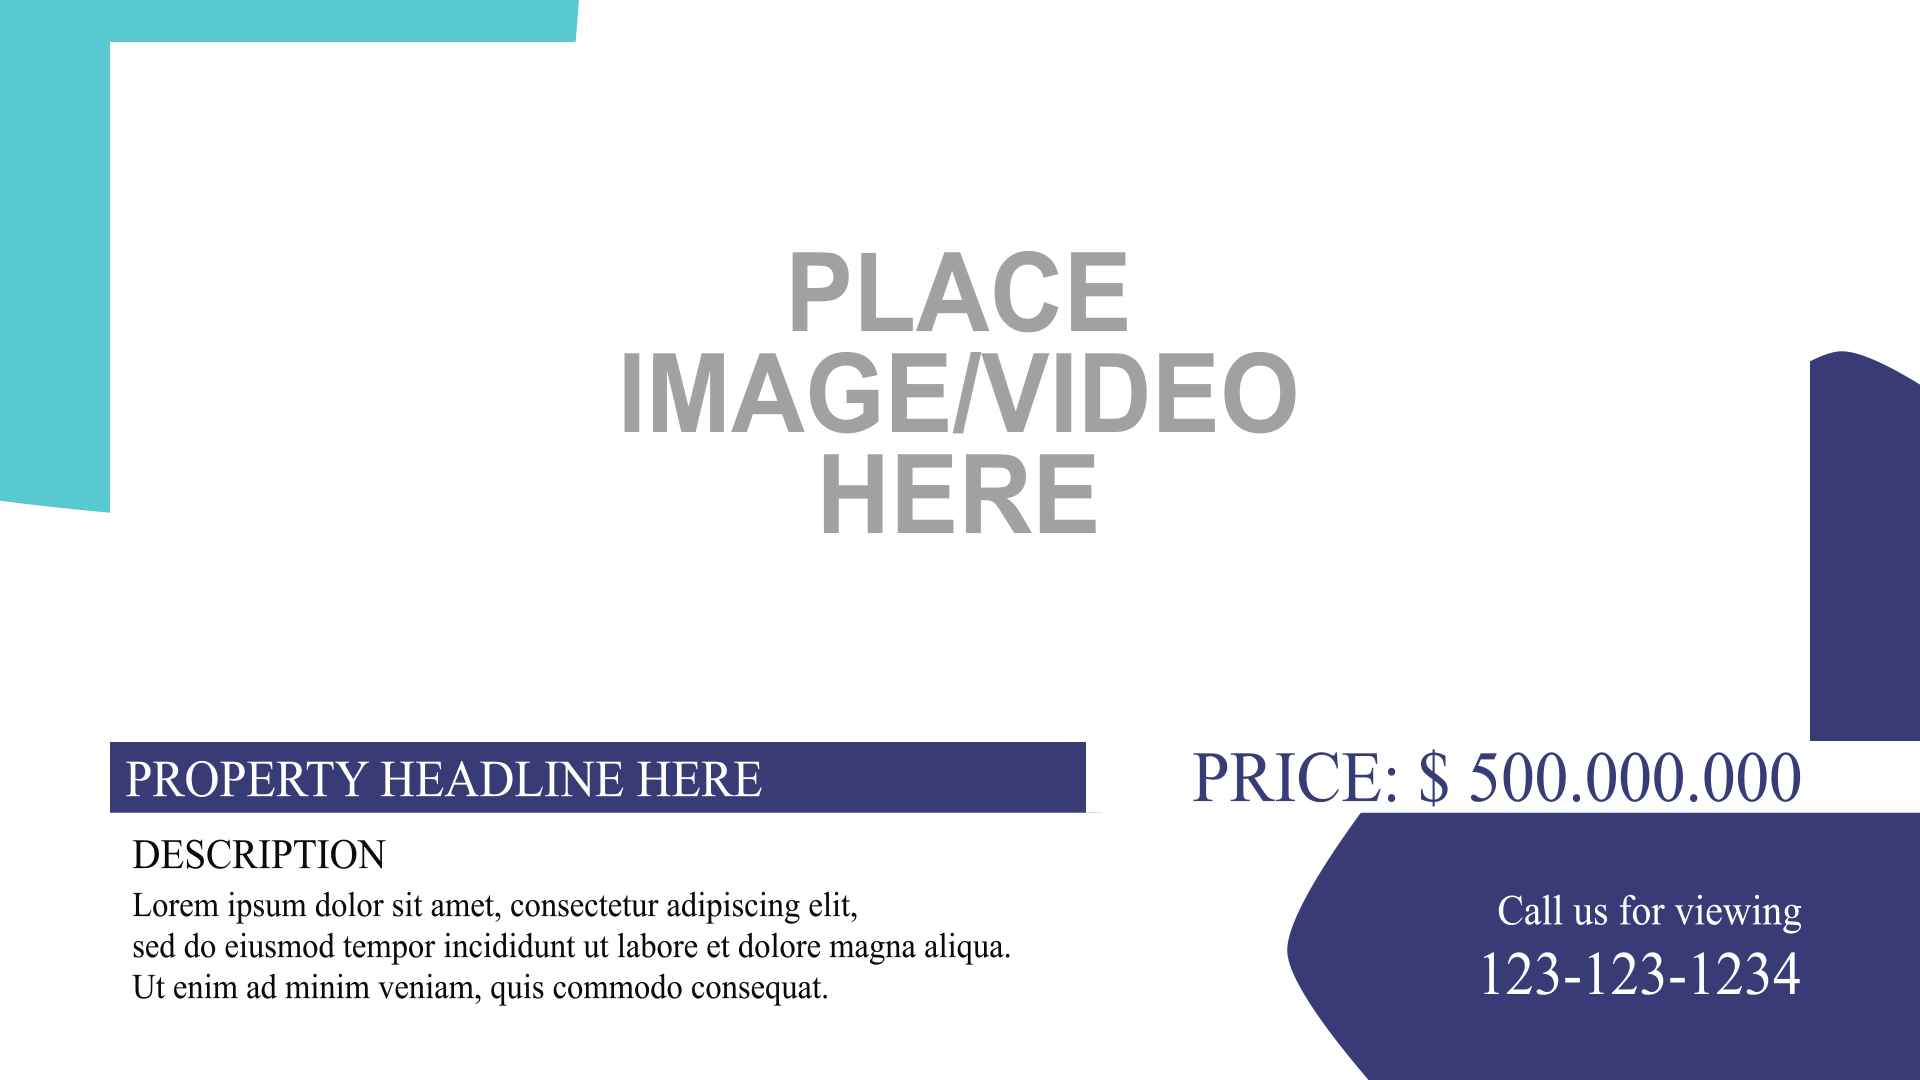 PLACE
IMAGE/VIDEO
HERE
PROPERTY HEADLINE HERE
PRICE: $ 500.000.000
DESCRIPTION
Lorem ipsum dolor sit amet, consectetur adipiscing elit,
sed do eiusmod tempor incididunt ut labore et dolore magna aliqua.
Ut enim ad minim veniam, quis commodo consequat.
Call us for viewing
123-123-1234